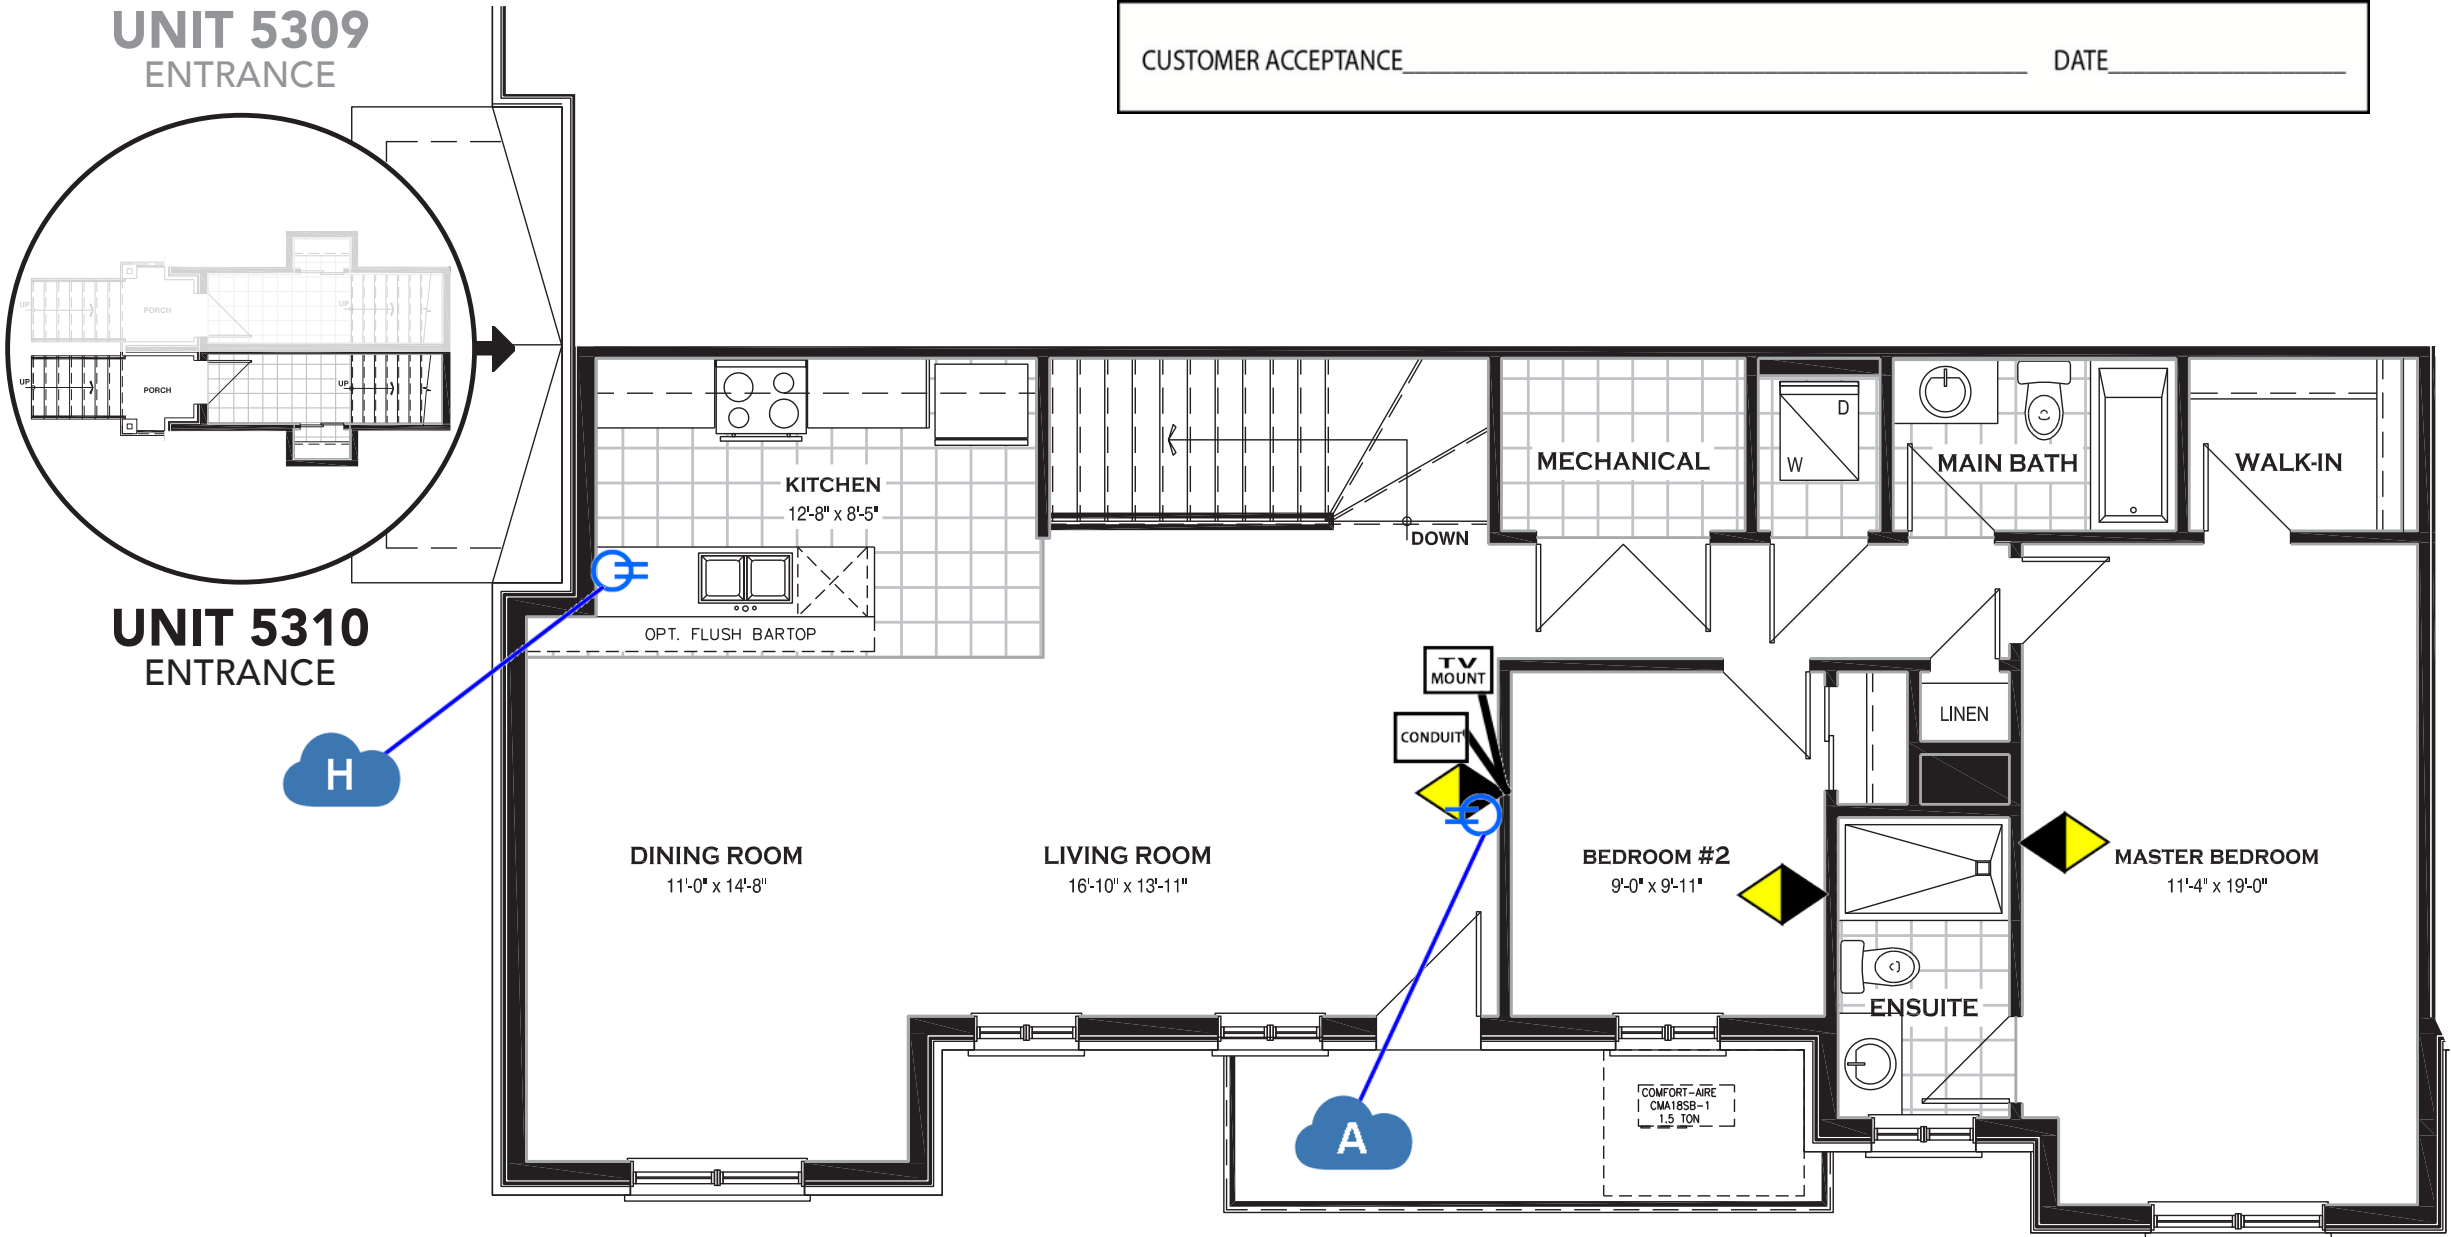 UNIT 5309
ENTRANCE
CUSTOMER ACCEPTANCE DATE
UP
PORCH
UP
UP
PORCH
UP
UNIT 5310
ENTRANCE
KITCHEN
12'-8" x 8'-5"
OPT. FLUSH BARTOP
DOWN
MECHANICAL
D
W
MAIN BATH
WALK-IN
TV
MOUNT
CONDUIT
LINEN
H
DINING ROOM
11'-0" x 14'-8"
LIVING ROOM
16'-10" x 13'-11"
BEDROOM #2
9'-0" x 9'-11"
MASTER BEDROOM
11'-4" x 19'-0"
ENSUITE
COMFORT-AIRE
CMA18SB-1
1.5 TON
A